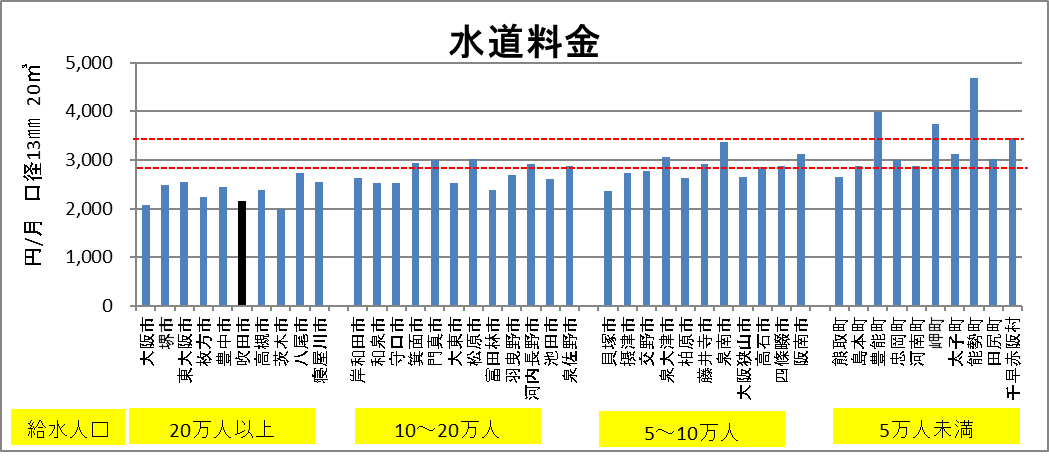 水道料金
円/月　口径13㎜ 20㎥
5,000
4,000
3,000
2,000
1,000
0
大阪市
堺市
東大阪市
枚方市
豊中市
吹田市
高槻市
茨木市
八尾市
寝屋川市
岸和田市
和泉市
守口市
箕面市
門真市
大東市
松原市
富田林市
羽曳野市
河内長野市
池田市
泉佐野市
貝塚市
摂津市
交野市
泉大津市
柏原市
藤井寺市
泉南市
大阪狭山市
高石市
四條畷市
阪南市
熊取町
島本町
豊能町
忠岡町
河南町
岬町
太子町
能勢町
田尻町
千早赤阪村
給水人口
20万人以上
10～20万人
5～10万人
5万人未満